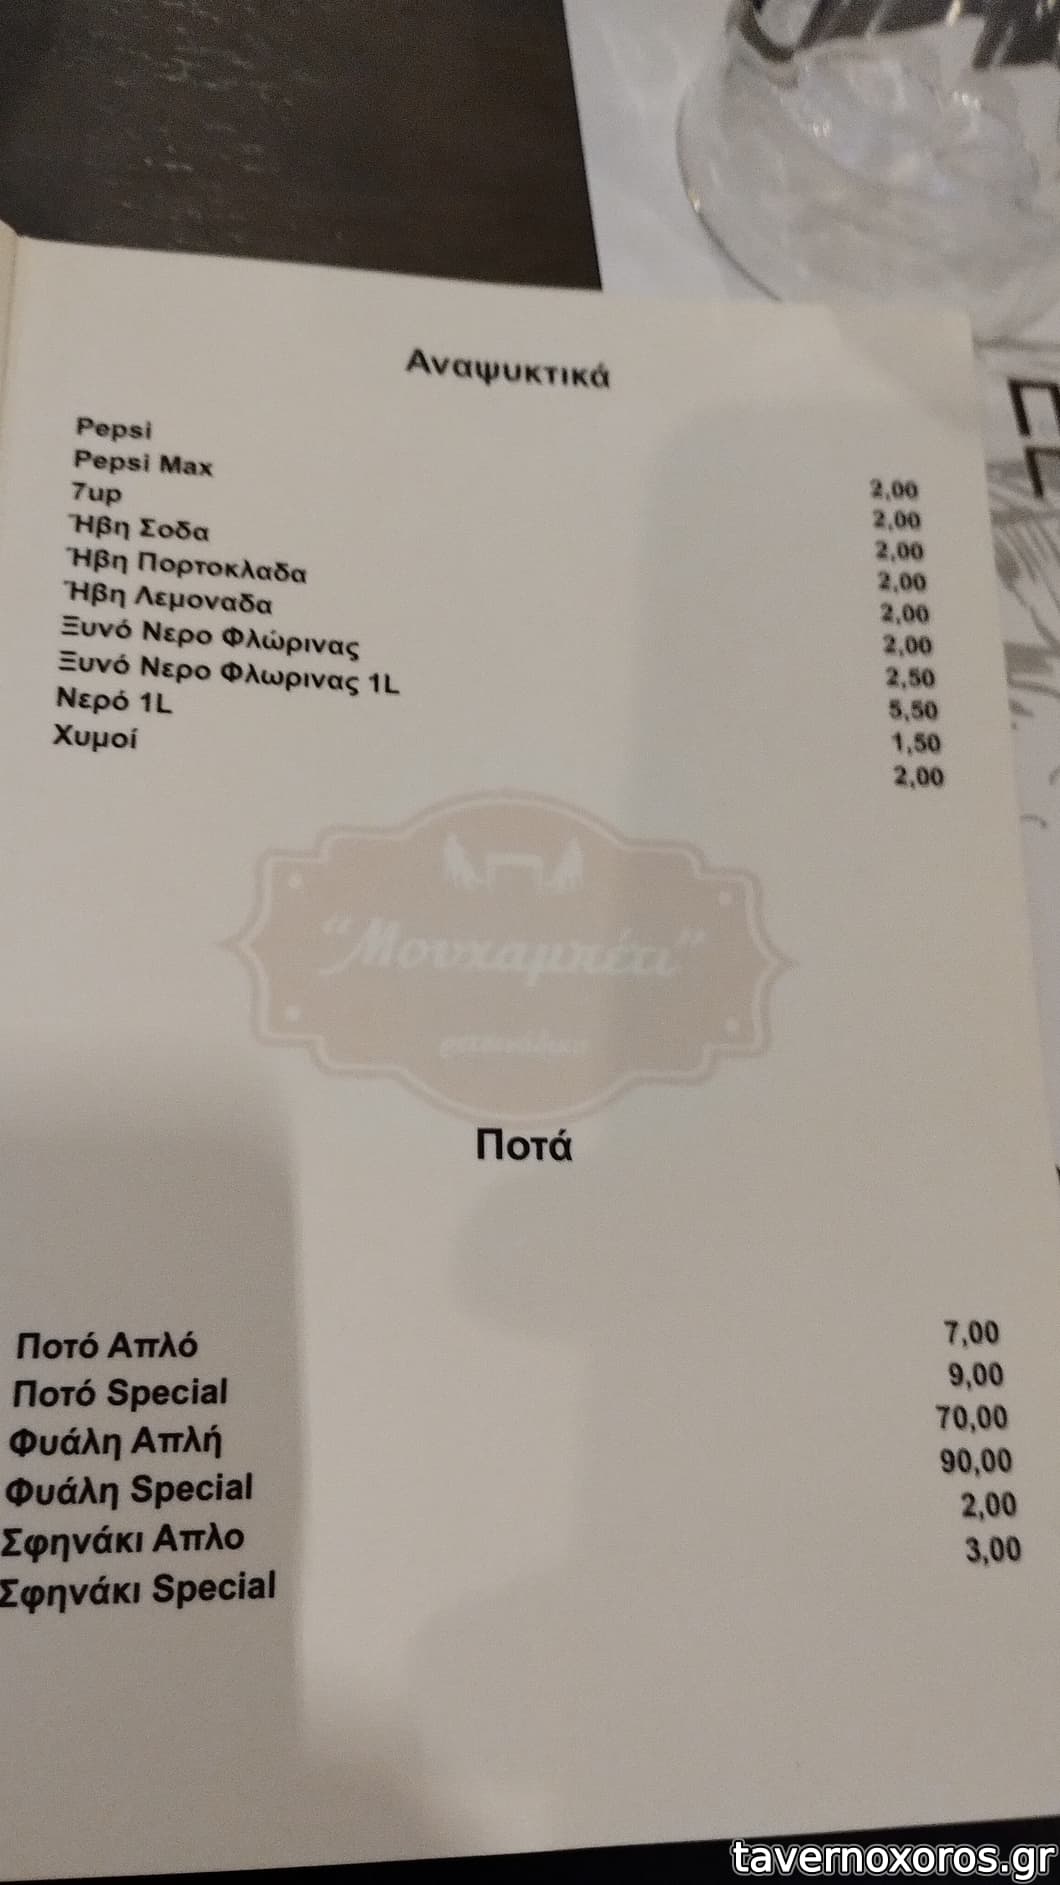 Αναψυκτικά
Pepsi 2,00
Pepsi Max 2,00
7up 2,00
Ήβη Σοδα 2,00
Ήβη Πορτοκλαδα 2,00
Ήβη Λεμοναδα 2,00
Ξυνό Νερο Φλώρινας 2,50
Ξυνό Νερο Φλωρινας 1L 5,50
Νερό 1L 1,50
Χυμοί 2,00
“Μουχαμπέτι”
Ποτά
Ποτό Απλό 7,00
Ποτό Special 9,00
Φυάλη Απλή 70,00
Φυάλη Special 90,00
Σφηνάκι Απλο 2,00
Σφηνάκι Special 3,00
tavernoxoros.gr